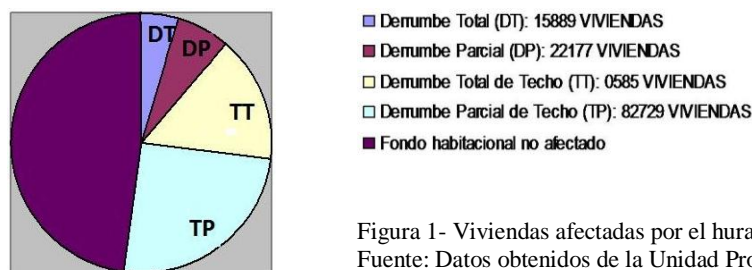 DT
DP
TT
TP
Derrumbe Total (DT): 15889 VIVIENDAS
Derrumbe Parcial (DP): 22177 VIVIENDAS
Derrumbe Total de Techo (TT): 0585 VIVIENDAS
Derrumbe Parcial de Techo (TP): 82729 VIVIENDAS
Fondo habitacional no afectado
Figura 1- Viviendas afectadas por el hura
Fuente: Datos obtenidos de la Unidad Pro